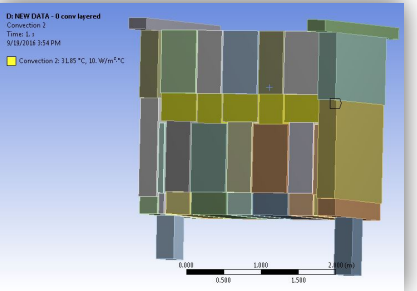 D: NEW DATA - 0 conv layered
Convection 2
Time: 1. s
9/19/2016 3:54 PM
Convection 2: 31.85 °C, 10. W/m²·°C
0.000 1.000 2.000 (m)
0.500 1.500